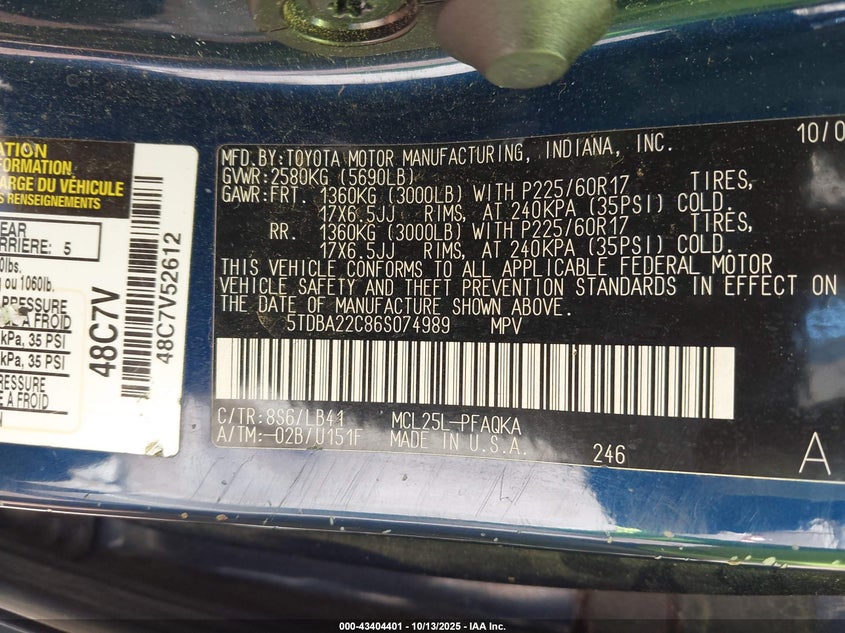 ATION
FORMATION
ARGE DU VÉHICULE
S RENSEIGNEMENTS
EAR
RRIÈRE: 5
0lbs.
g ou 1060lb.
PRESSURE
E À FROID
kPa, 35 PSI
kPa, 35 PSI
RESSURE
E À FROID
N
48C7V
48C7V52612
10/0
MFD.BY:TOYOTA MOTOR MANUFACTURING, INDIANA, INC.
GVWR:2580KG (5690LB)
GAWR:FRT. 1360KG (3000LB) WITH P225/60R17 TIRES,
17X6.5JJ RIMS, AT 240KPA (35PSI) COLD.
RR. 1360KG (3000LB) WITH P225/60R17 TIRES,
17X6.5JJ RIMS, AT 240KPA (35PSI) COLD.
THIS VEHICLE CONFORMS TO ALL APPLICABLE FEDERAL MOTOR
VEHICLE SAFETY AND THEFT PREVENTION STANDARDS IN EFFECT ON
THE DATE OF MANUFACTURE SHOWN ABOVE.
5TDBA22C86S074989 MPV
C/TR:8S6/LB41 MCL25L-PFAQKA
A/TM:-02B/U151F MADE IN U.S.A.
246
A
000-43404401 - 10/13/2025 - IAA Inc.